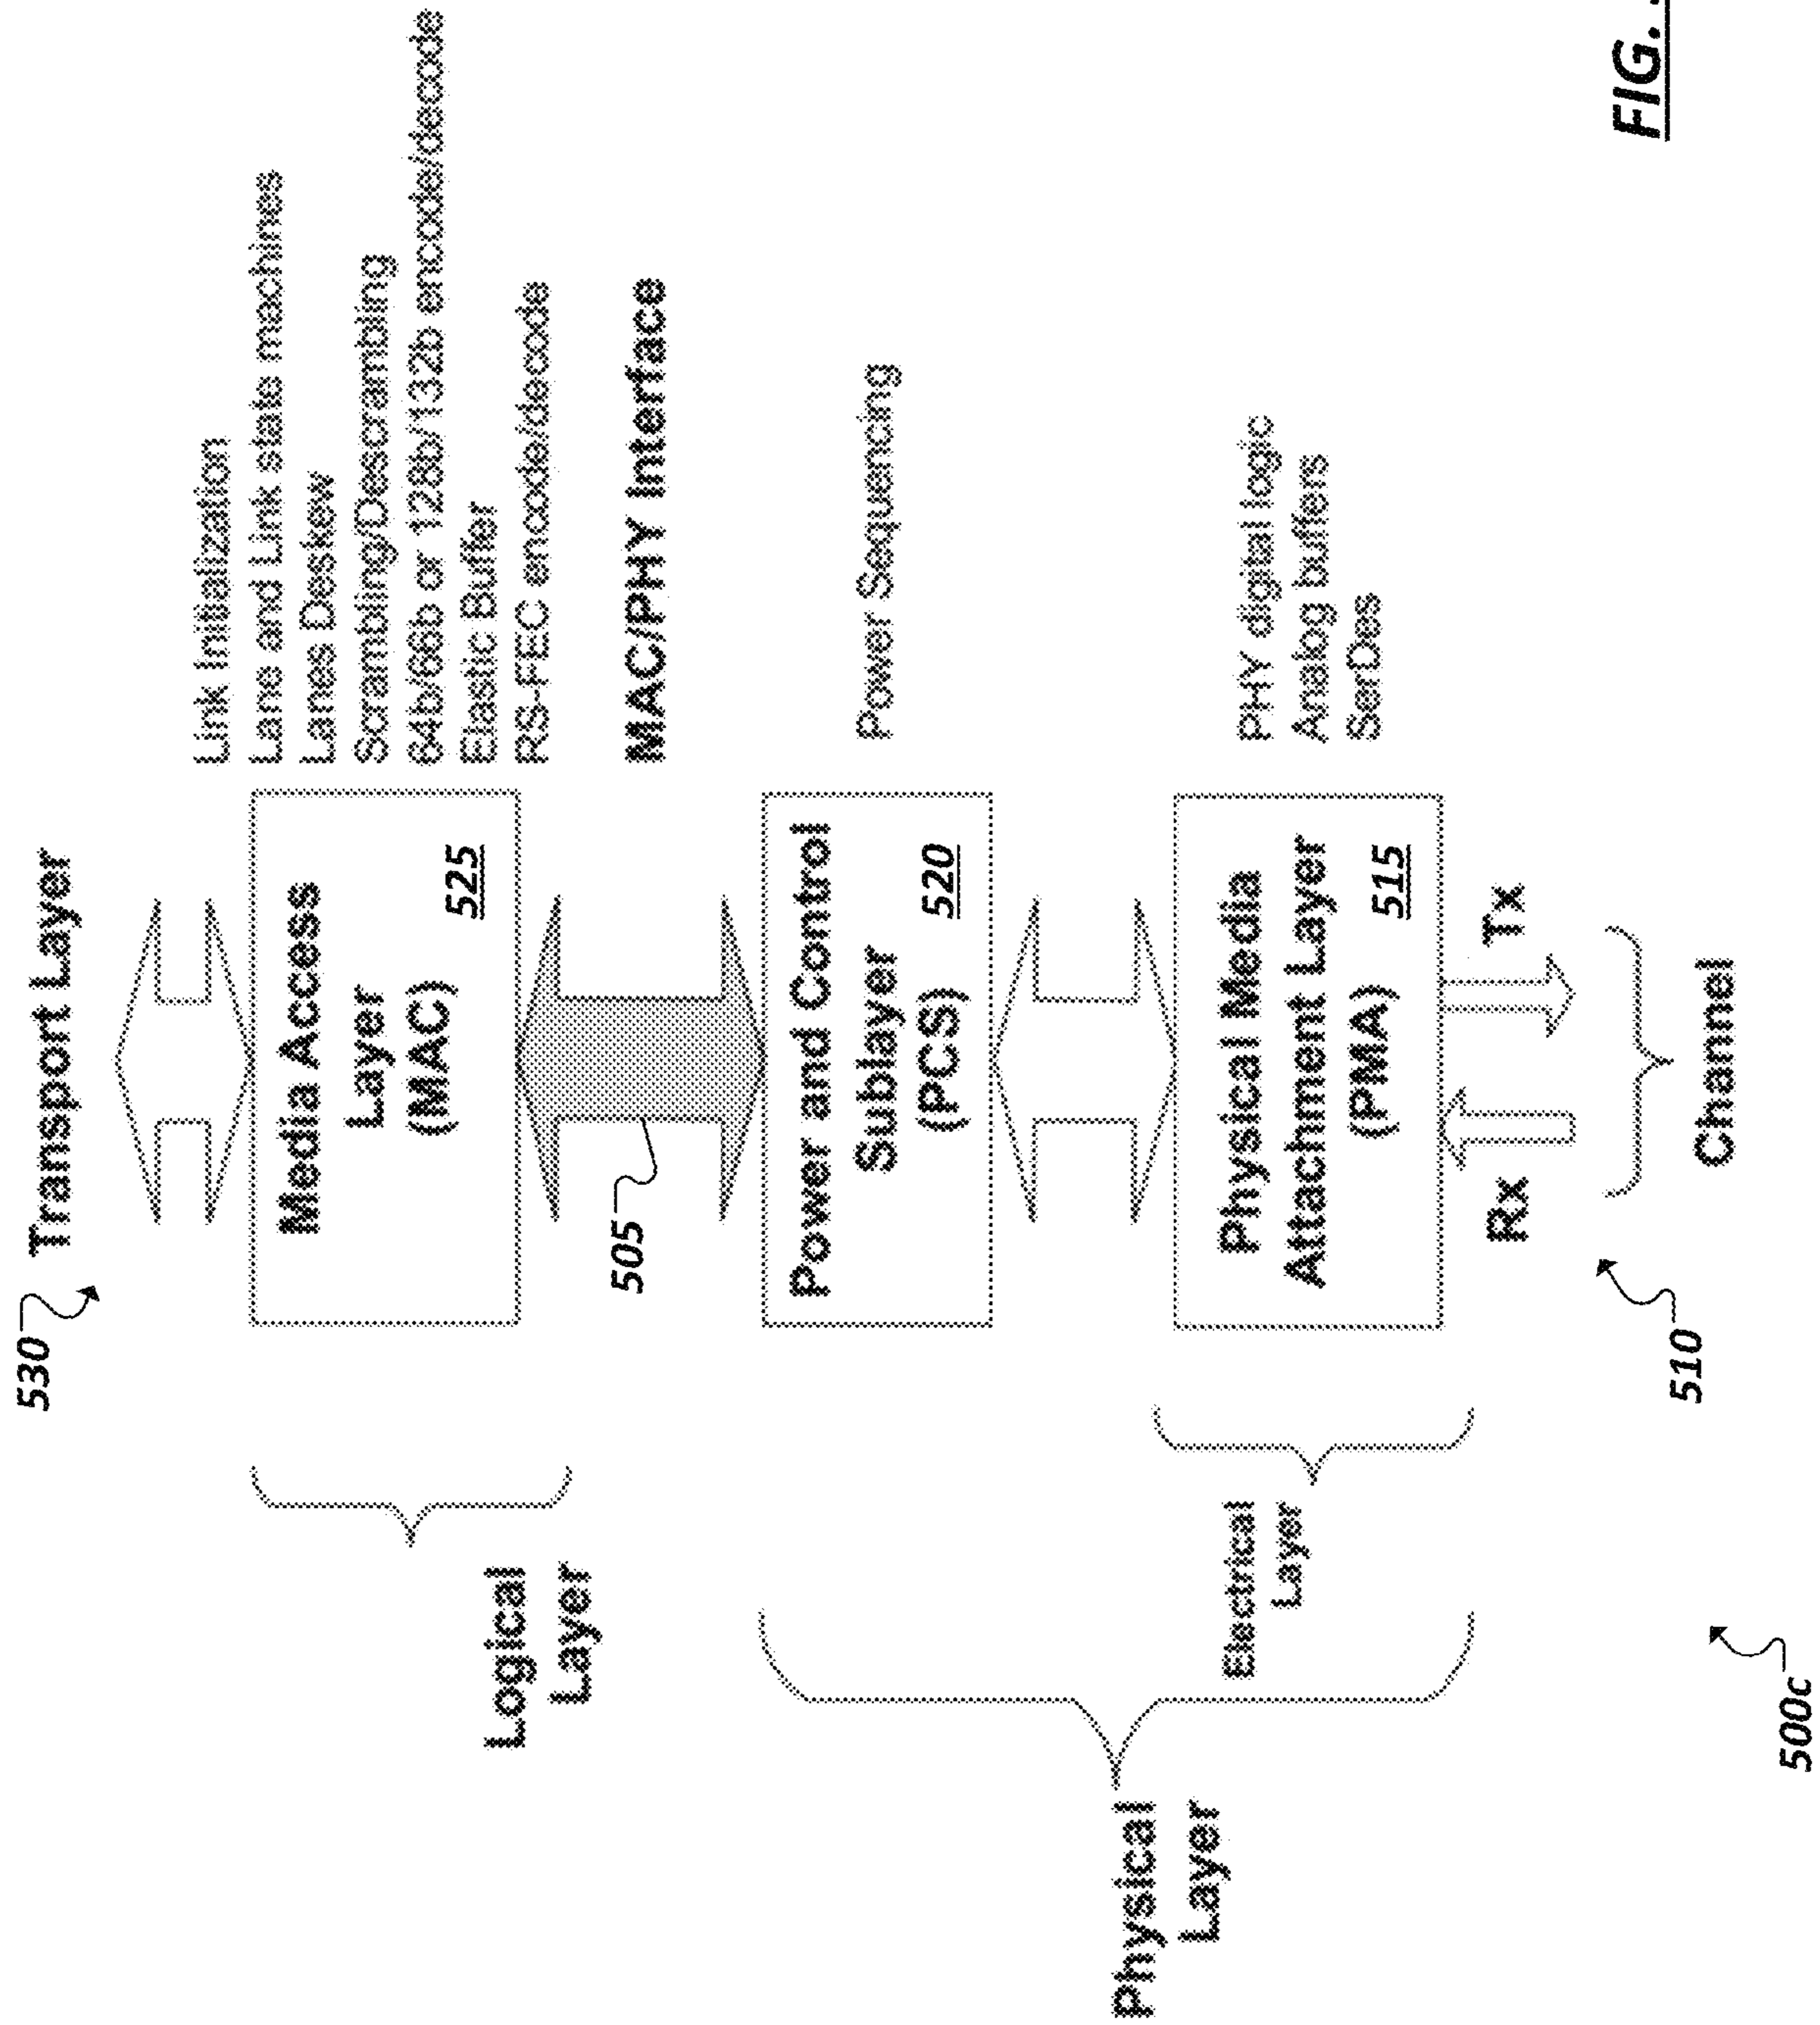 530
Transport Layer
Media Access
Layer
(MAC)
525
Link Initialization
Lane and Link state machines
Lanes Deskew
Scrambling/Descrambling
64b/66b or 128b/132b encode/decode
Elastic Buffer
RS-FEC encode/decode
Logical
Layer
505
MAC/PHY Interface
Power and Control
Sublayer
(PCS)
520
Power Sequencing
Physical
Layer
Electrical
Layer
Physical Media
Attachment Layer
(PMA)
515
PHY digital logic
Analog buffers
SerDes
Rx
Tx
510
Channel
500c
FIG.